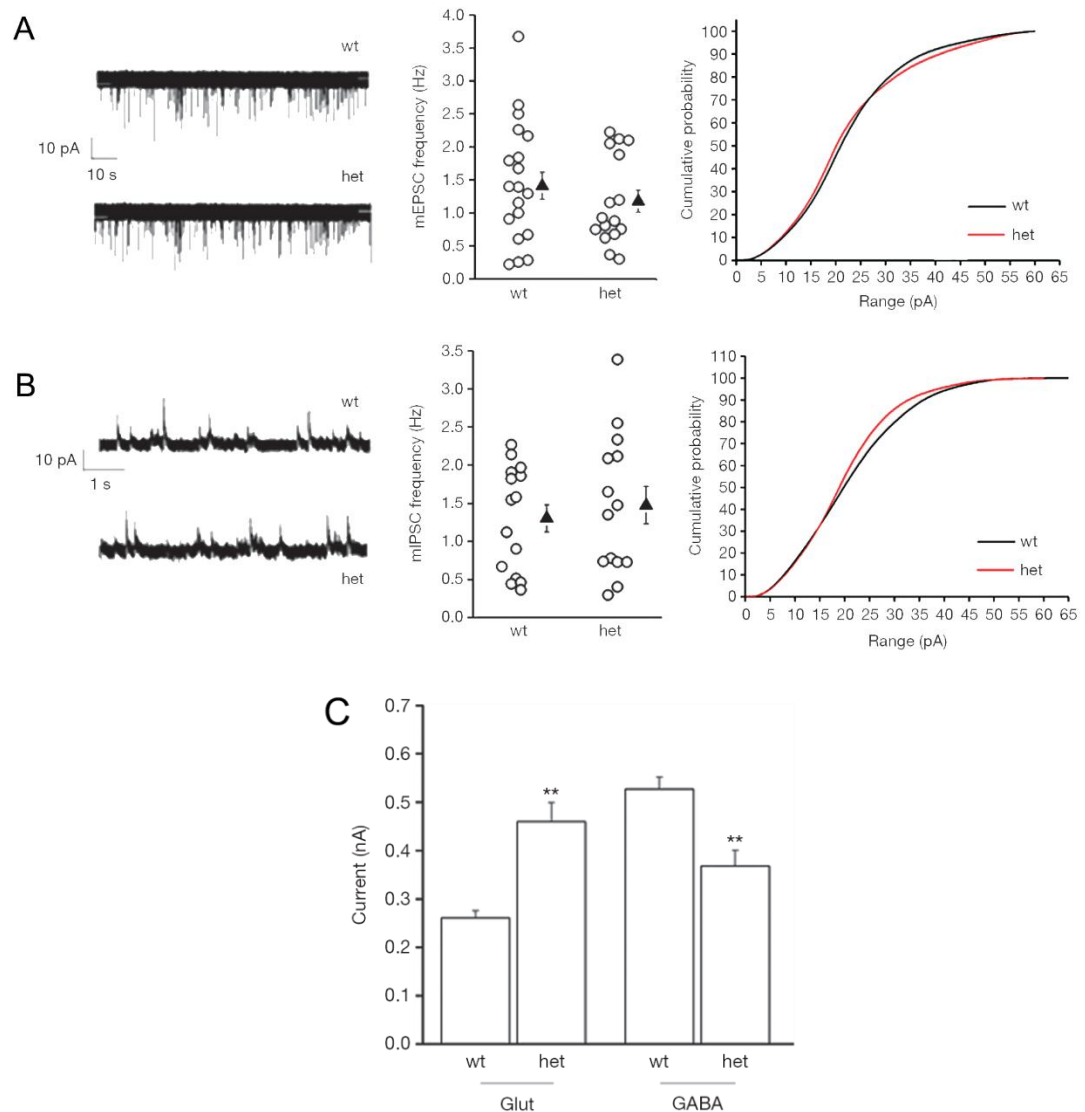 A
wt
10 pA
10 s
het
mEPSC frequency (Hz)
4.0
3.5
3.0
2.5
2.0
1.5
1.0
0.5
0.0
wt het
Cumulative probability
100
90
80
70
60
50
40
30
20
10
0
wt
het
0 5 10 15 20 25 30 35 40 45 50 55 60 65
Range (pA)
B
wt
10 pA
1 s
het
mIPSC frequency (Hz)
3.5
3.0
2.5
2.0
1.5
1.0
0.5
0.0
wt het
Cumulative probability
110
100
90
80
70
60
50
40
30
20
10
0
wt
het
0 5 10 15 20 25 30 35 40 45 50 55 60 65
Range (pA)
C
Current (nA)
0.7
0.6
0.5
0.4
0.3
0.2
0.1
0.0
**
**
wt het wt het
Glut GABA